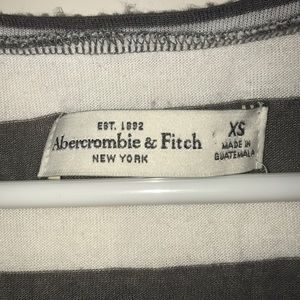 EST. 1892
Abercrombie & Fitch
NEW YORK
XS
MADE IN
GUATEMALA